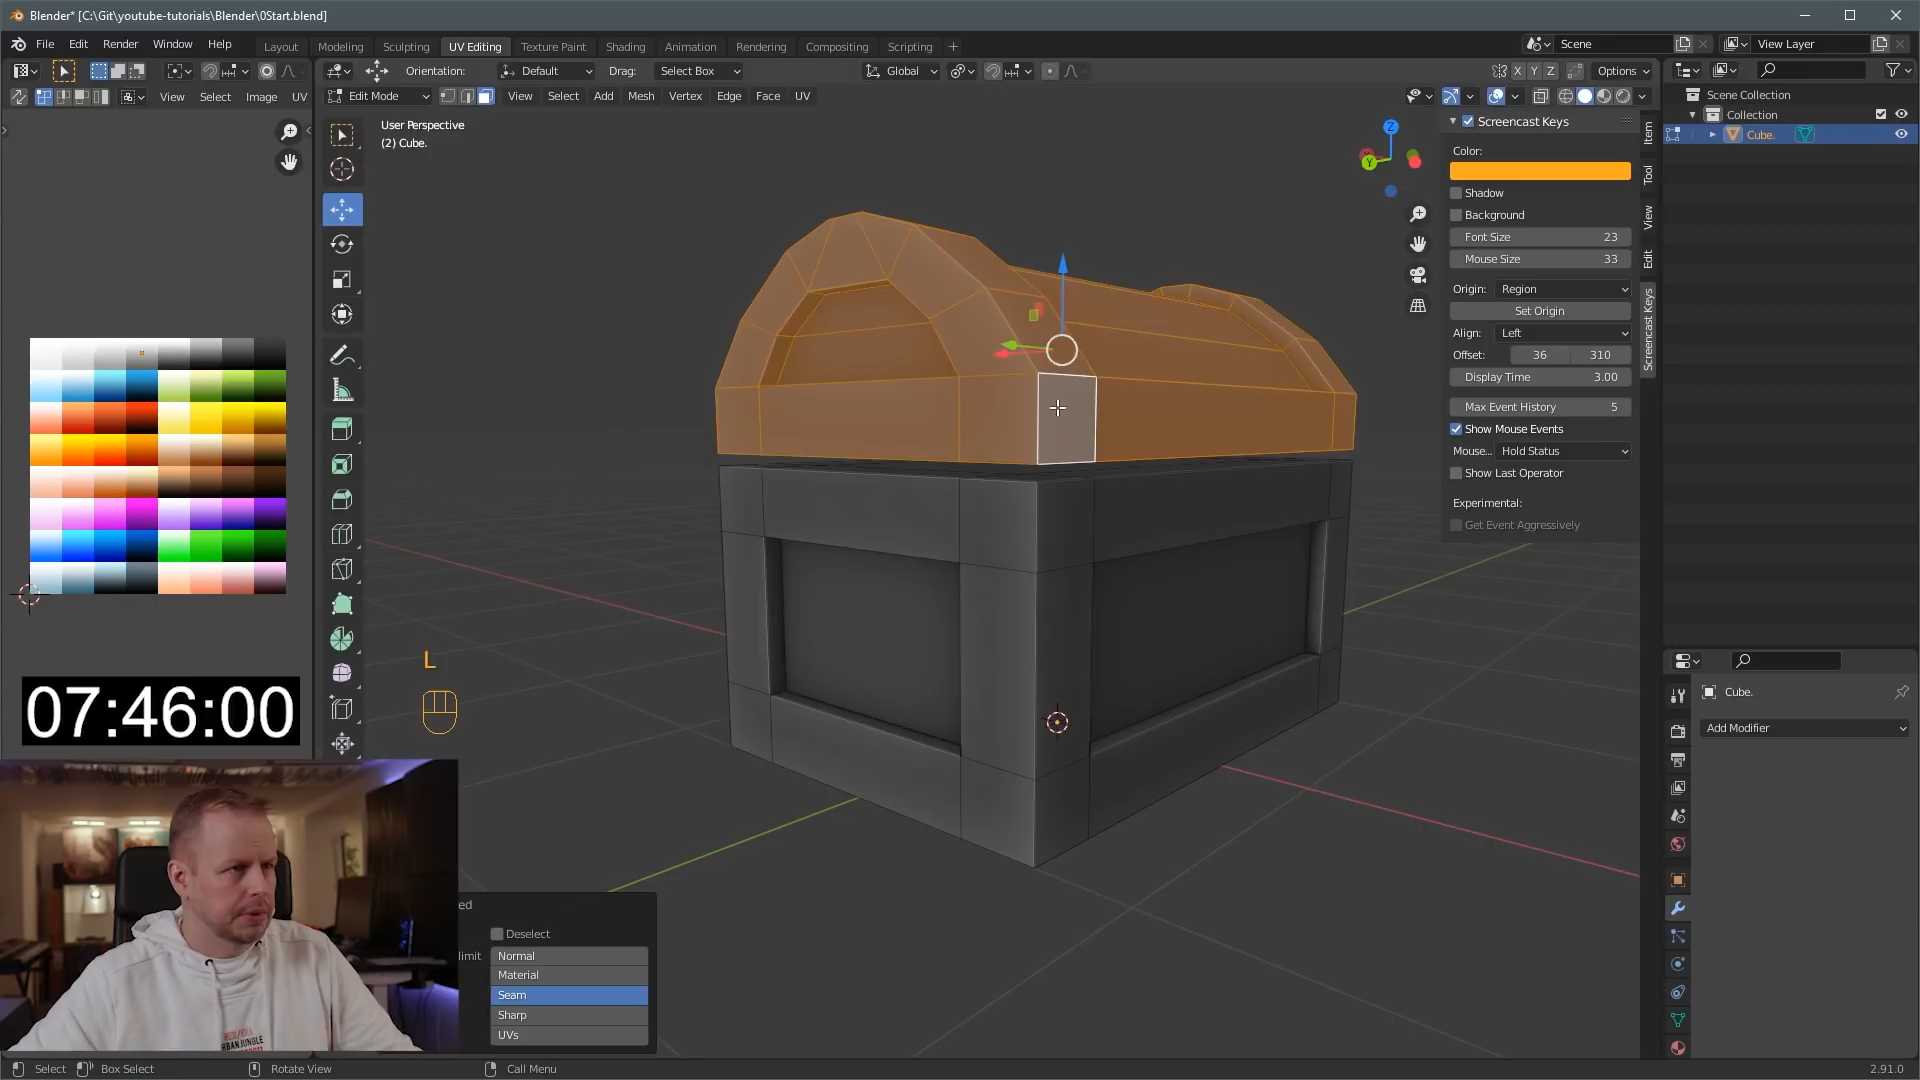 Blender* [C:\Git\youtube-tutorials\Blender\0Start.blend]
File Edit Render Window Help
Layout Modeling Sculpting UV Editing Texture Paint Shading Animation Rendering Compositing Scripting +
Scene
View Layer
Orientation: Default Drag: Select Box Global X Y Z Options
View Select Image UV
Edit Mode View Select Add Mesh Vertex Edge Face UV
User Perspective
(2) Cube.
Z
Y
Screencast Keys
Color:
Shadow
Background
Font Size 23
Mouse Size 33
Origin: Region
Set Origin
Align: Left
Offset: 36 310
Display Time 3.00
Max Event History 5
Show Mouse Events
Mouse... Hold Status
Show Last Operator
Experimental:
Get Event Aggressively
Item
Tool
View
Edit
Screencast Keys
Scene Collection
Collection
Cube.
Cube.
Add Modifier
L
07:46:00
ed
Deselect
limit
Normal
Material
Seam
Sharp
UVs
URBAN JUNGLE
Select Box Select Rotate View Call Menu 2.91.0